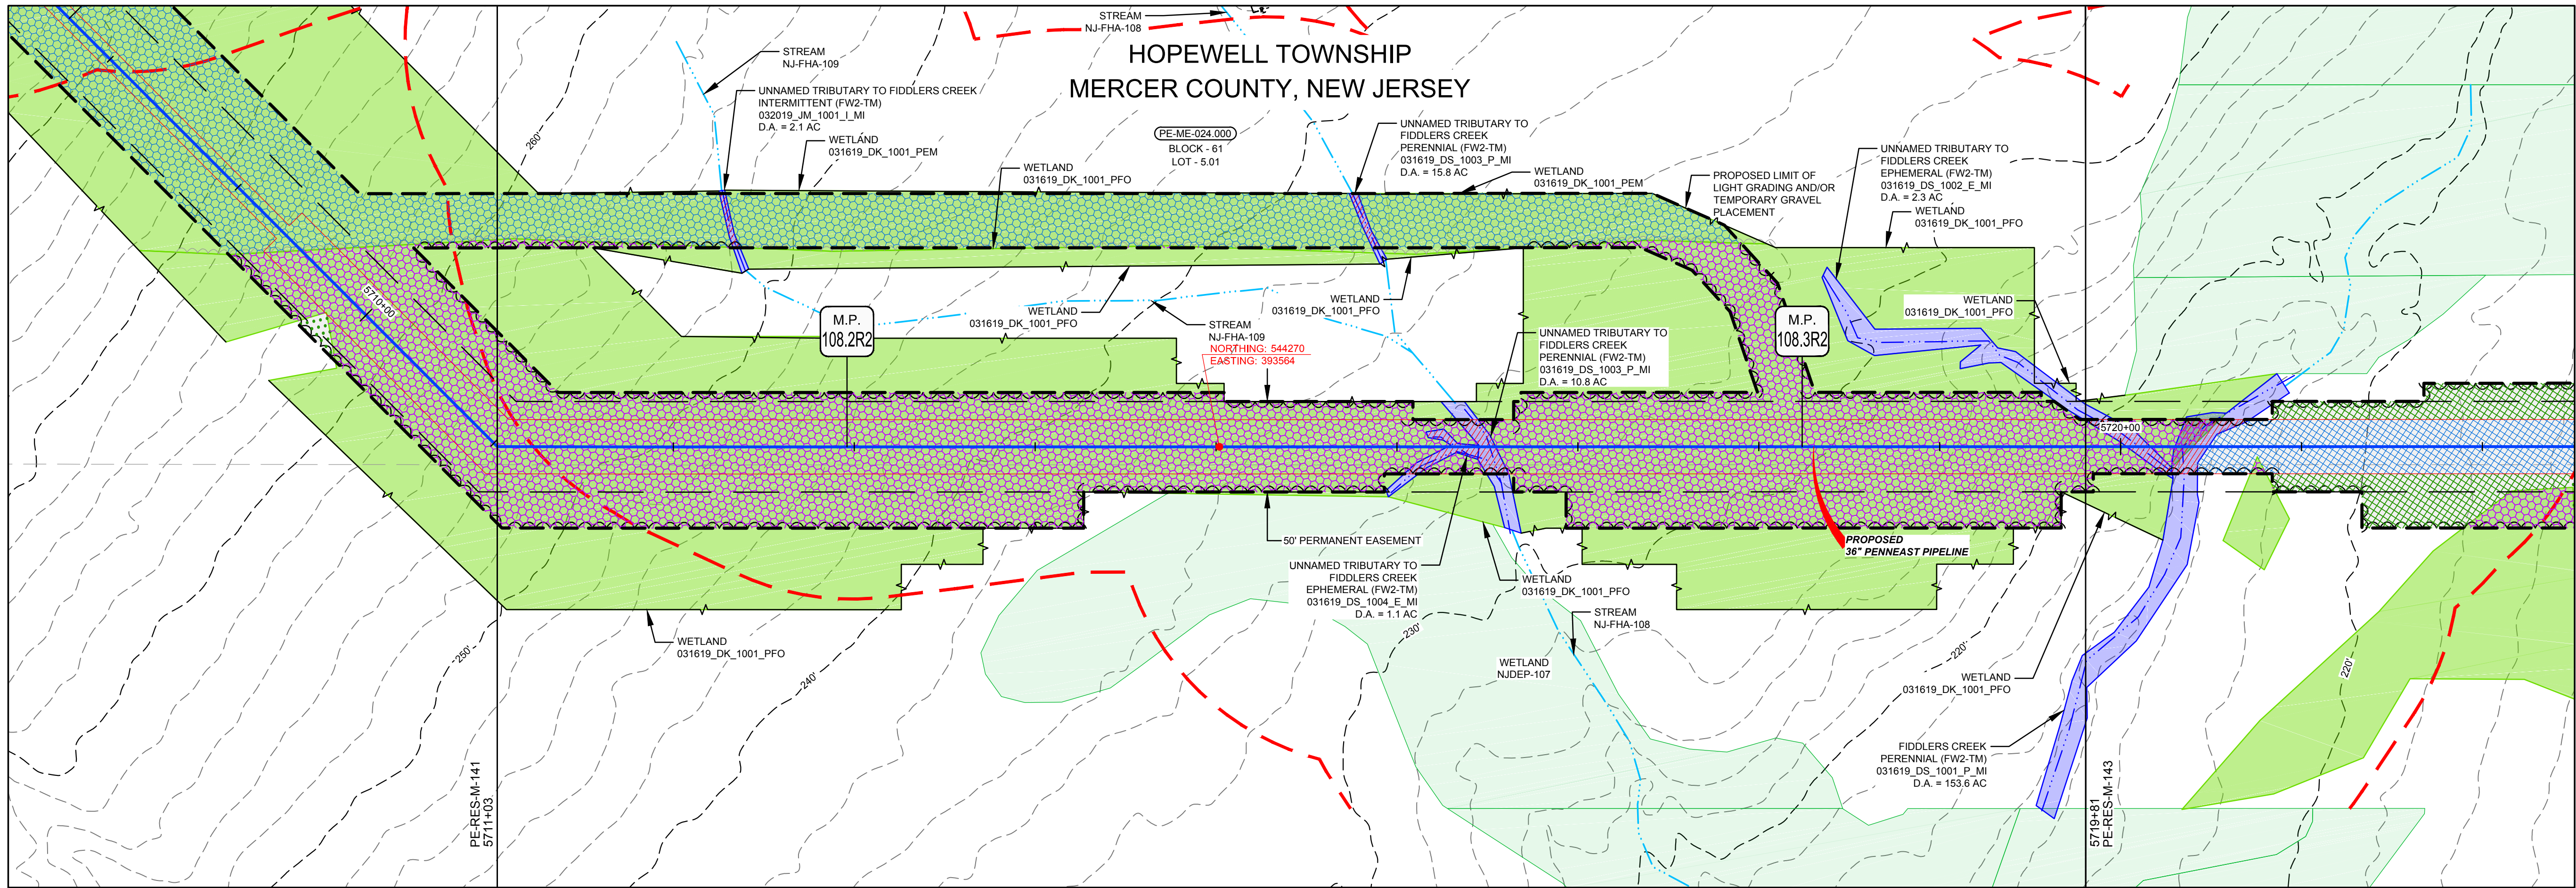 HOPEWELL TOWNSHIP
MERCER COUNTY, NEW JERSEY
STREAM
NJ-FHA-108
STREAM
NJ-FHA-109
UNNAMED TRIBUTARY TO FIDDLERS CREEK
INTERMITTENT (FW2-TM)
032019_JM_1001_I_MI
D.A. = 2.1 AC
WETLAND
031619_DK_1001_PEM
260'
WETLAND
031619_DK_1001_PFO
PE-ME-024.000
BLOCK - 61
LOT - 5.01
UNNAMED TRIBUTARY TO
FIDDLERS CREEK
PERENNIAL (FW2-TM)
031619_DS_1003_P_MI
D.A. = 15.8 AC
WETLAND
031619_DK_1001_PEM
PROPOSED LIMIT OF
LIGHT GRADING AND/OR
TEMPORARY GRAVEL
PLACEMENT
UNNAMED TRIBUTARY TO
FIDDLERS CREEK
EPHEMERAL (FW2-TM)
031619_DS_1002_E_MI
D.A. = 2.3 AC
WETLAND
031619_DK_1001_PFO
5710+00
M.P.
108.2R2
WETLAND
031619_DK_1001_PFO
STREAM
NJ-FHA-109
NORTHING: 544270
EASTING: 393564
WETLAND
031619_DK_1001_PFO
UNNAMED TRIBUTARY TO
FIDDLERS CREEK
PERENNIAL (FW2-TM)
031619_DS_1003_P_MI
D.A. = 10.8 AC
M.P.
108.3R2
WETLAND
031619_DK_1001_PFO
5720+00
50' PERMANENT EASEMENT
PROPOSED
36" PENNEAST PIPELINE
UNNAMED TRIBUTARY TO
FIDDLERS CREEK
EPHEMERAL (FW2-TM)
031619_DS_1004_E_MI
D.A. = 1.1 AC
WETLAND
031619_DK_1001_PFO
STREAM
NJ-FHA-108
230'
WETLAND
NJDEP-107
WETLAND
031619_DK_1001_PFO
250'
240'
220'
WETLAND
031619_DK_1001_PFO
220'
FIDDLERS CREEK
PERENNIAL (FW2-TM)
031619_DS_1001_P_MI
D.A. = 153.6 AC
PE-RES-M-141
5711+03
5719+81
PE-RES-M-143